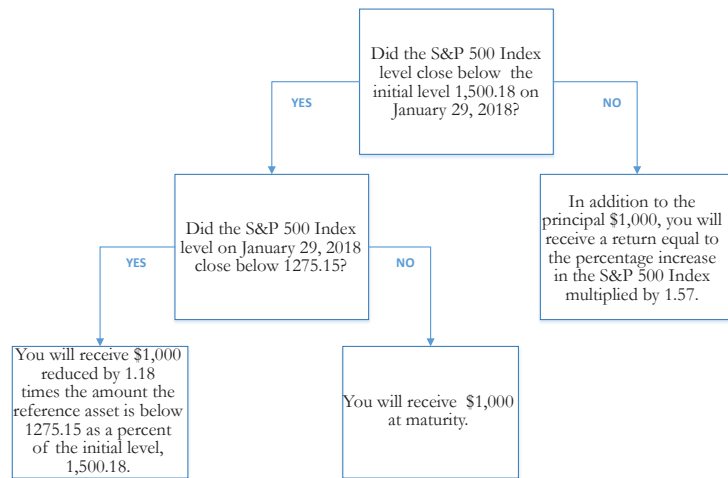 Did the S&P 500 Index
level close below the
initial level 1,500.18 on
January 29, 2018?
YES
NO
Did the S&P 500 Index
level on January 29, 2018
close below 1275.15?
In addition to the
principal $1,000, you will
receive a return equal to
the percentage increase
in the S&P 500 Index
multiplied by 1.57.
YES
NO
You will receive $1,000
reduced by 1.18
times the amount the
reference asset is below
1275.15 as a percent
of the initial level,
1,500.18.
You will receive $1,000
at maturity.